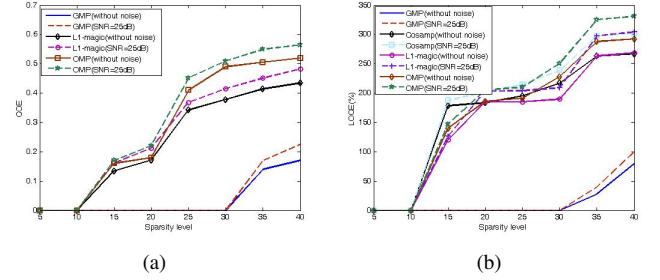 GMP(without noise)
GMP(SNR=25dB)
L1-magic(without noise)
L1-magic(SNR=25dB)
OMP(without noise)
OMP(SNR=25dB)
0.7
0.6
0.5
0.4
0.3
0.2
0.1
0
OOE
5
10
15
20
25
30
35
40
Sparsity level
(a)
GMP(without noise)
GMP(SNR=25dB)
Cosamp(without noise)
Cosamp(SNR=25dB)
L1-magic(without noise)
L1-magic(SNR=25dB)
OMP(without noise)
OMP(SNR=25dB)
350
300
250
200
150
100
50
0
LOOE(%)
5
10
15
20
25
30
35
40
Sparsity level
(b)